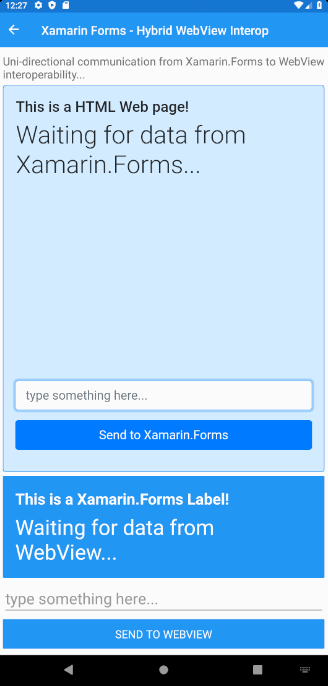 12:27
Xamarin Forms - Hybrid WebView Interop
Uni-directional communication from Xamarin.Forms to WebView
interoperability...
This is a HTML Web page!
Waiting for data from
Xamarin.Forms...
type something here...
Send to Xamarin.Forms
This is a Xamarin.Forms Label!
Waiting for data from
WebView...
type something here...
SEND TO WEBVIEW